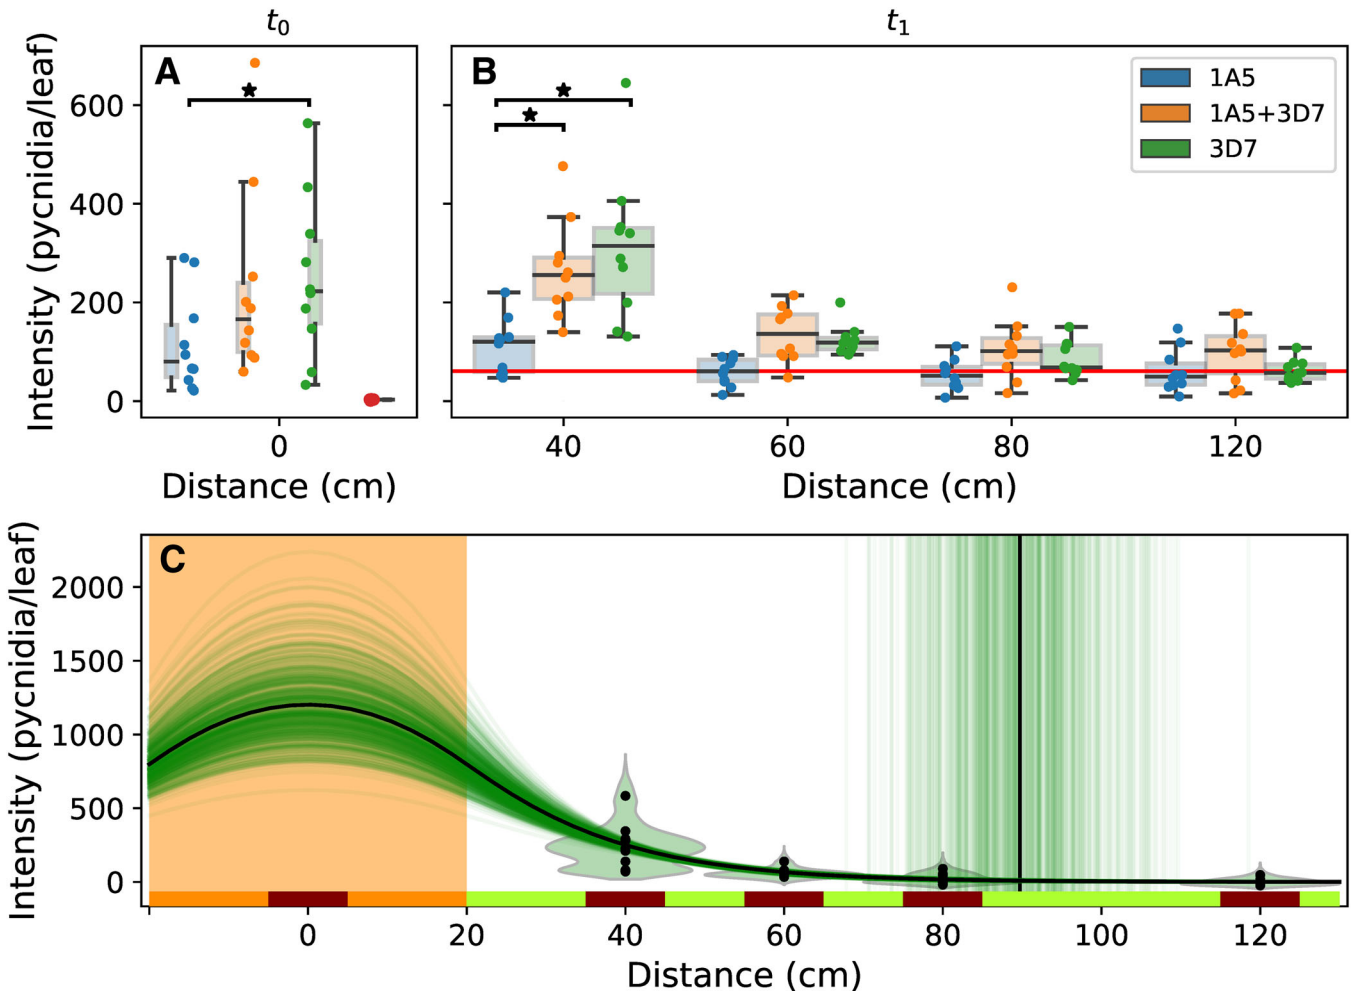 t0 t1
A
B
1A5
1A5+3D7
3D7
Intensity (pycnidia/leaf)
600
400
200
0
0
40 60 80 120
Distance (cm)
Distance (cm)
C
Intensity (pycnidia/leaf)
2000
1500
1000
500
0
0 20 40 60 80 100 120
Distance (cm)